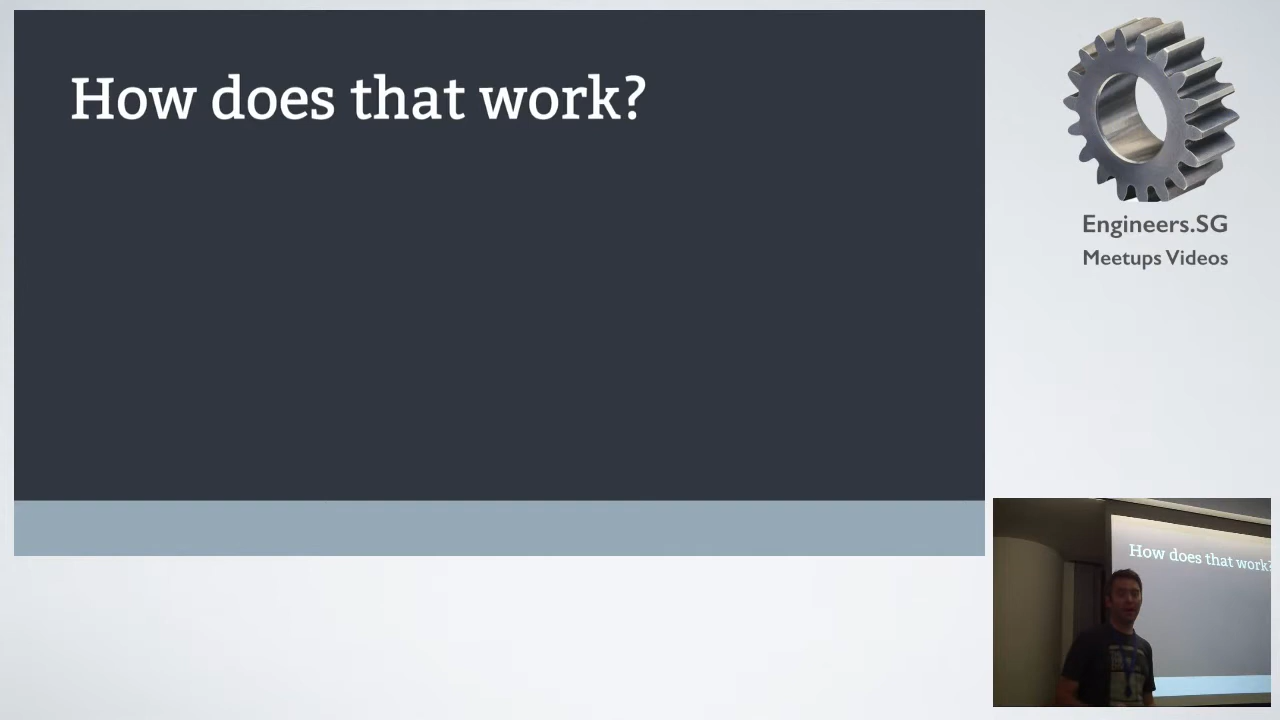 How does that work?
Engineers.SG
Meetups Videos
How does that work?